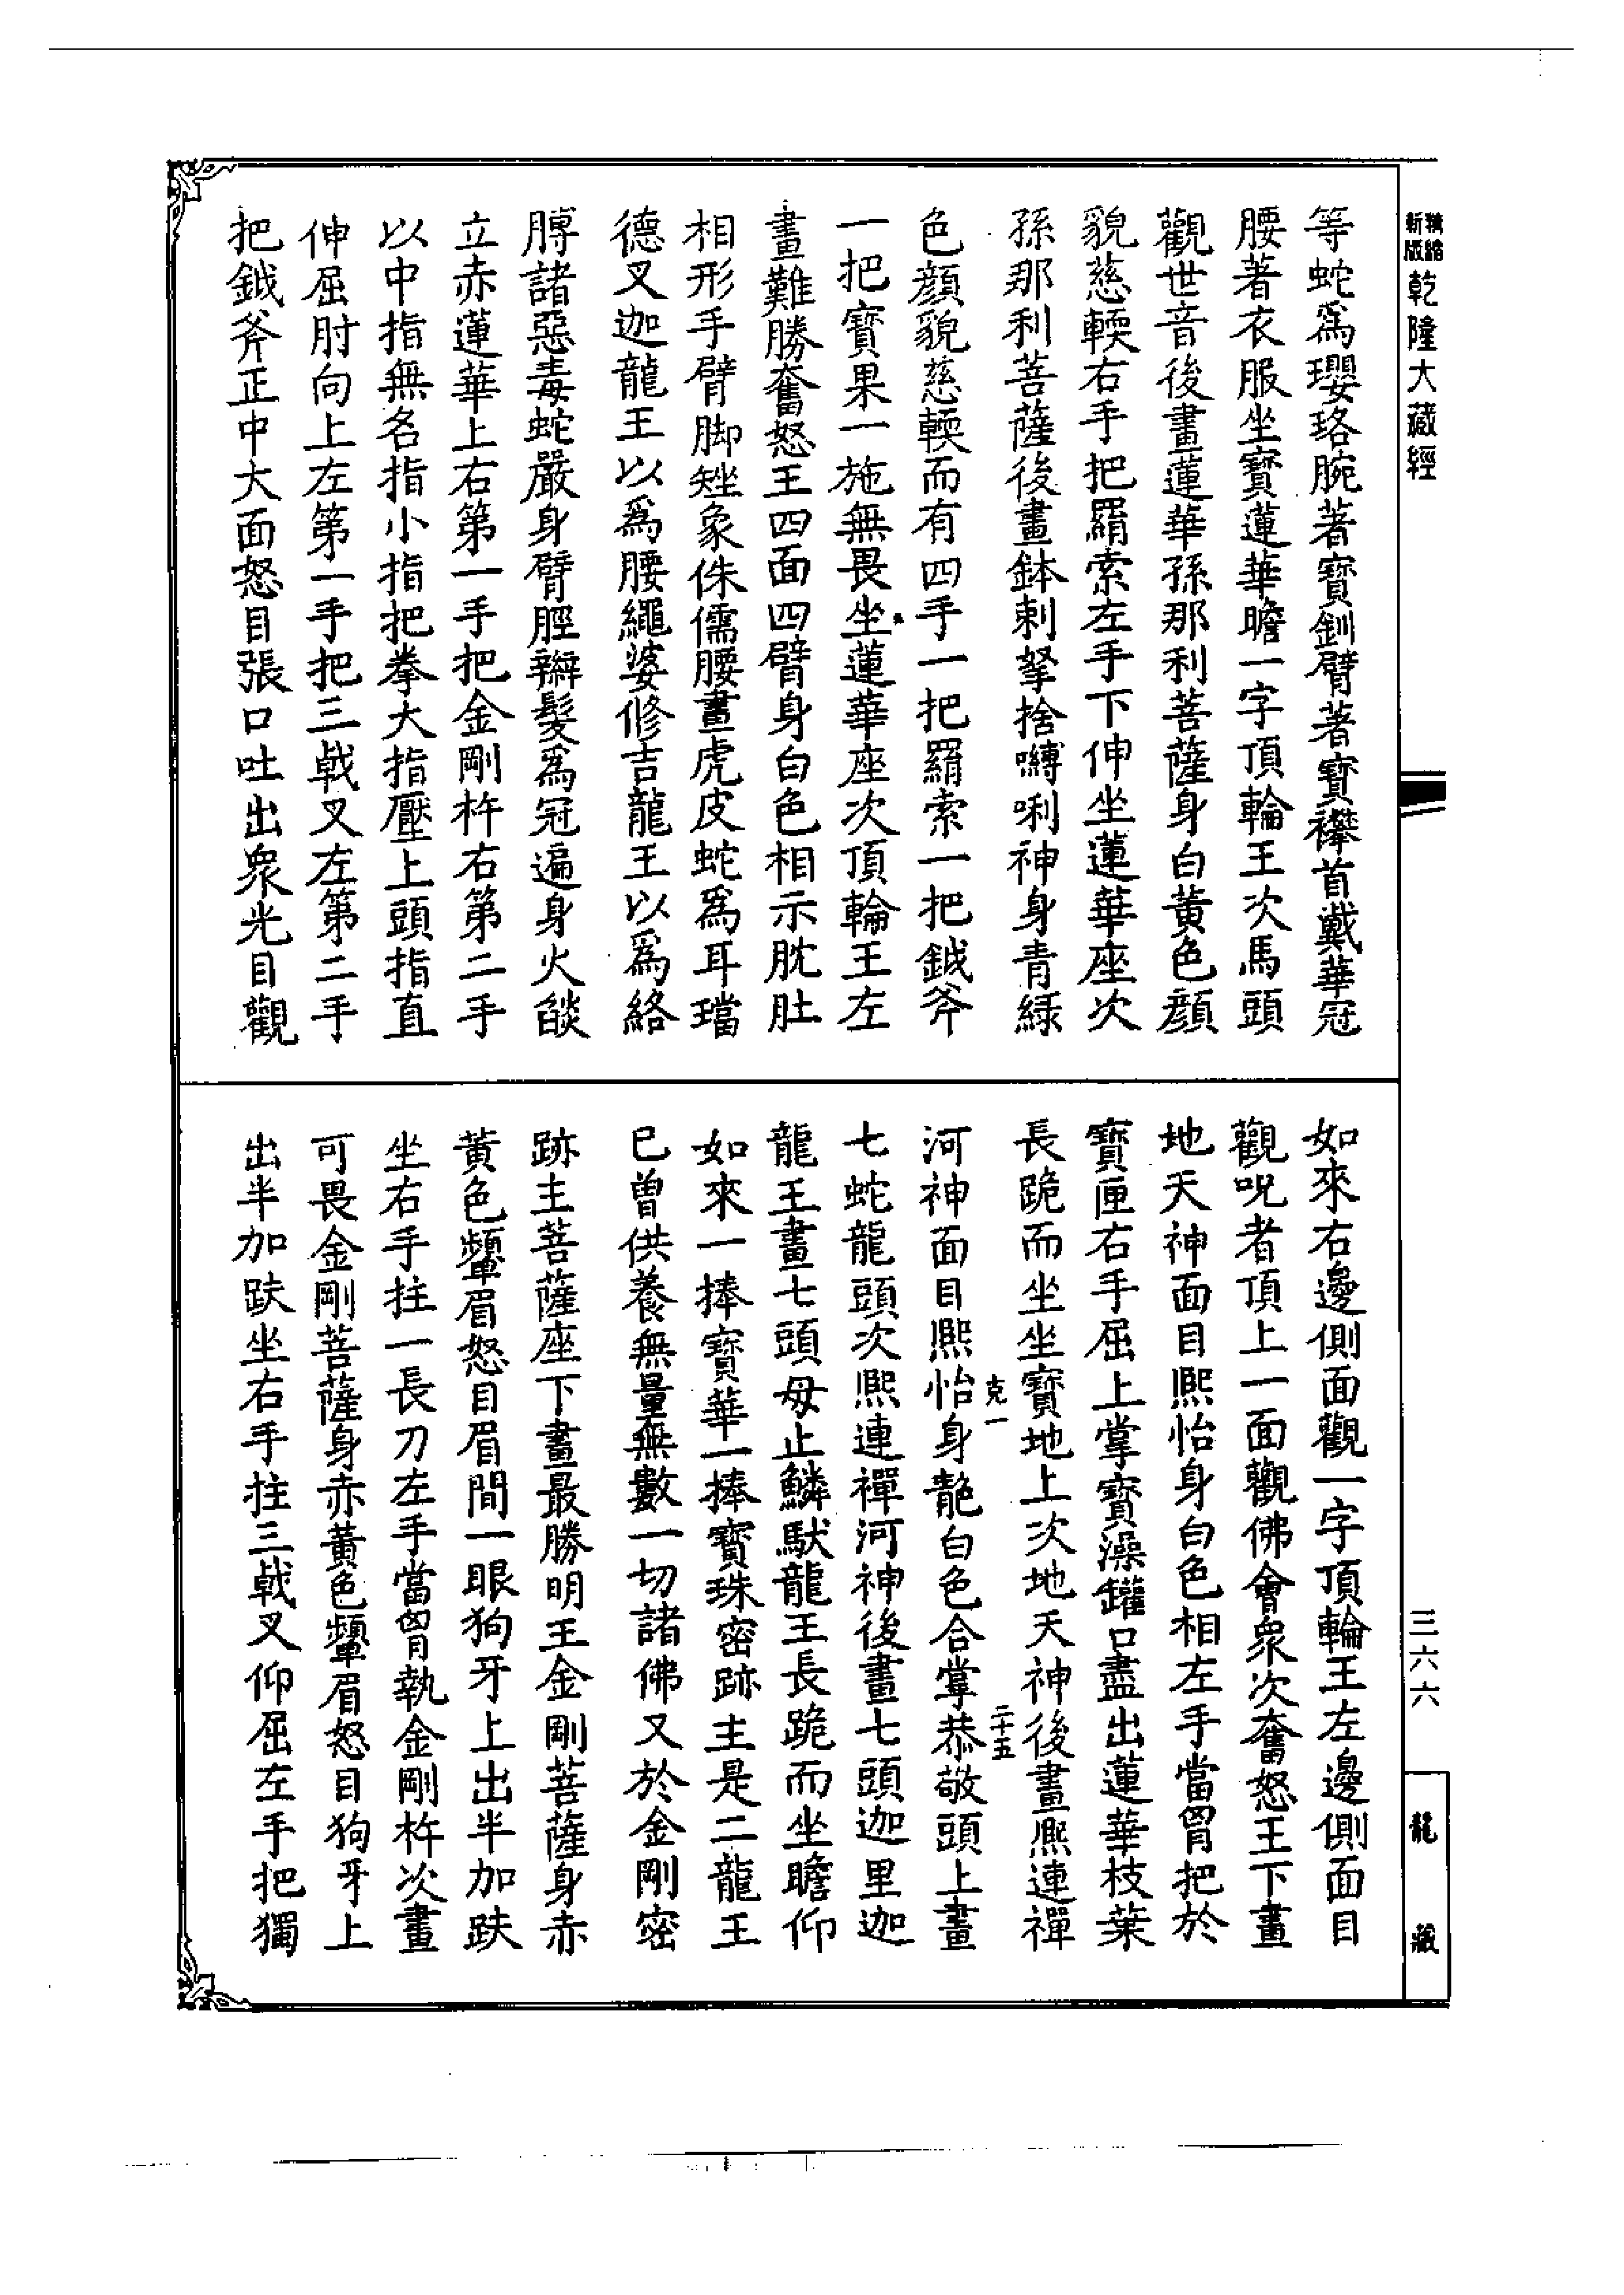 新版精繪乾隆大藏經
等蛇爲瓔珞腕著寶釧臂著寶襻首戴華冠
腰著衣服坐寶蓮華瞻一字頂輪王次馬頭
觀世音後畫蓮華孫那利菩薩身白黃色顏
貌慈輭右手把羂索左手下伸坐蓮華座次
孫那利菩薩後畫鉢剌拏捨嚩唎神身青綠
色顏貌慈輭而有四手一把羂索一把鉞斧
一把寶果一施無畏坐蓮華座次頂輪王左
畫難勝奮怒王四面四臂身白色相示肬肚
相形手臂脚矬象侏儒腰畫虎皮蛇爲耳璫
德叉迦龍王以爲腰繩婆修吉龍王以爲絡
膊諸惡毒蛇嚴身臂脛辮髮爲冠遍身火燄
立赤蓮華上右第一手把金剛杵右第二手
以中指無名指小指把拳大指壓上頭指直
伸屈肘向上左第一手把三戟叉左第二手
把鉞斧正中大面怒目張口吐出衆光目觀
如來右邊側面觀一字頂輪王左邊側面目
觀呪者頂上一面觀佛會衆次奮怒王下畫
地天神面目熙怡身白色相左手當胷把於
寶匣右手屈上掌寶澡罐口盡出蓮華枝葉
長跪而坐坐寶地上次地天神後畫熈連禪
克一
二十五
河神面目熙怡身艷白色合掌恭敬頭上畫
七蛇龍頭次熙連禪河神後畫七頭迦里迦
龍王畫七頭母止鱗馱龍王長跪而坐瞻仰
如來一捧寶華一捧寶珠密跡主是二龍王
已曾供養無量無數一切諸佛又於金剛密
跡主菩薩座下畫最勝明王金剛菩薩身赤
黃色顰眉怒目眉間一眼狗牙上出半加趺
坐右手拄一長刀左手當胷執金剛杵次畫
可畏金剛菩薩身赤黃色顰眉怒目狗牙上
出半加趺坐右手拄三戟叉仰屈左手把獨
三六六
龍藏